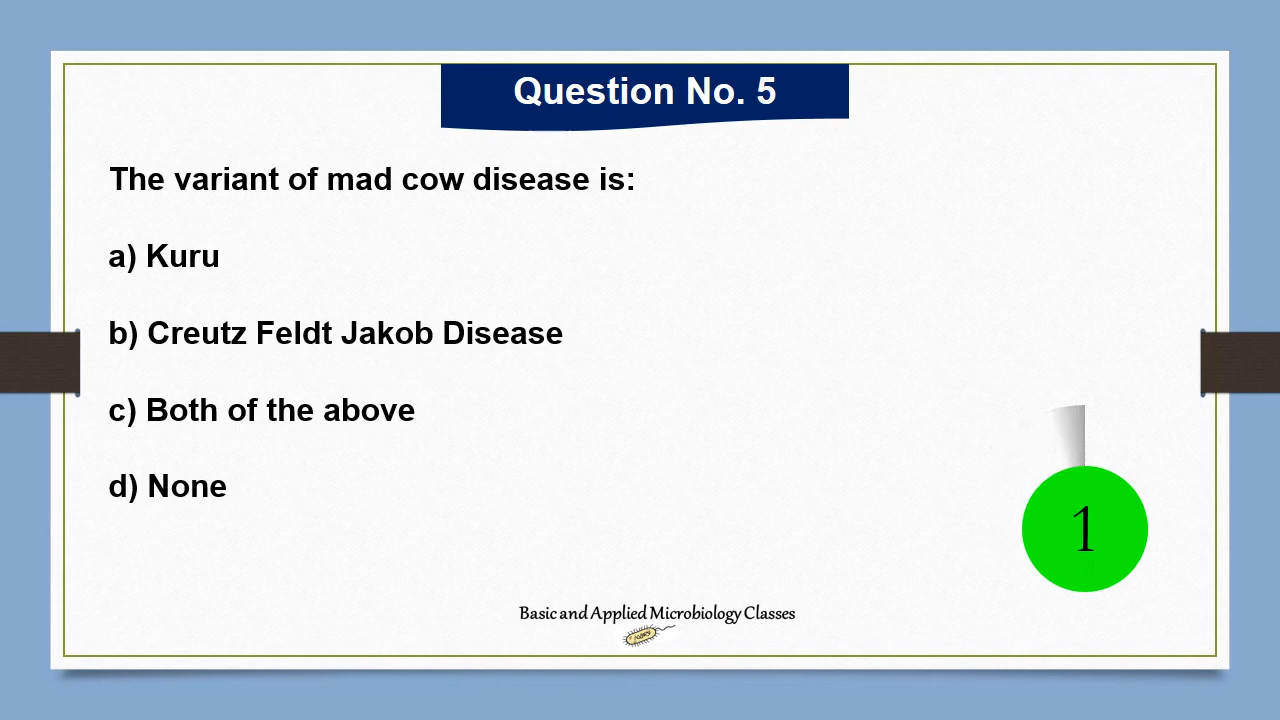 Question No. 5
The variant of mad cow disease is:
a) Kuru
b) Creutz Feldt Jakob Disease
c) Both of the above
d) None
1
Basic and Applied Microbiology Classes